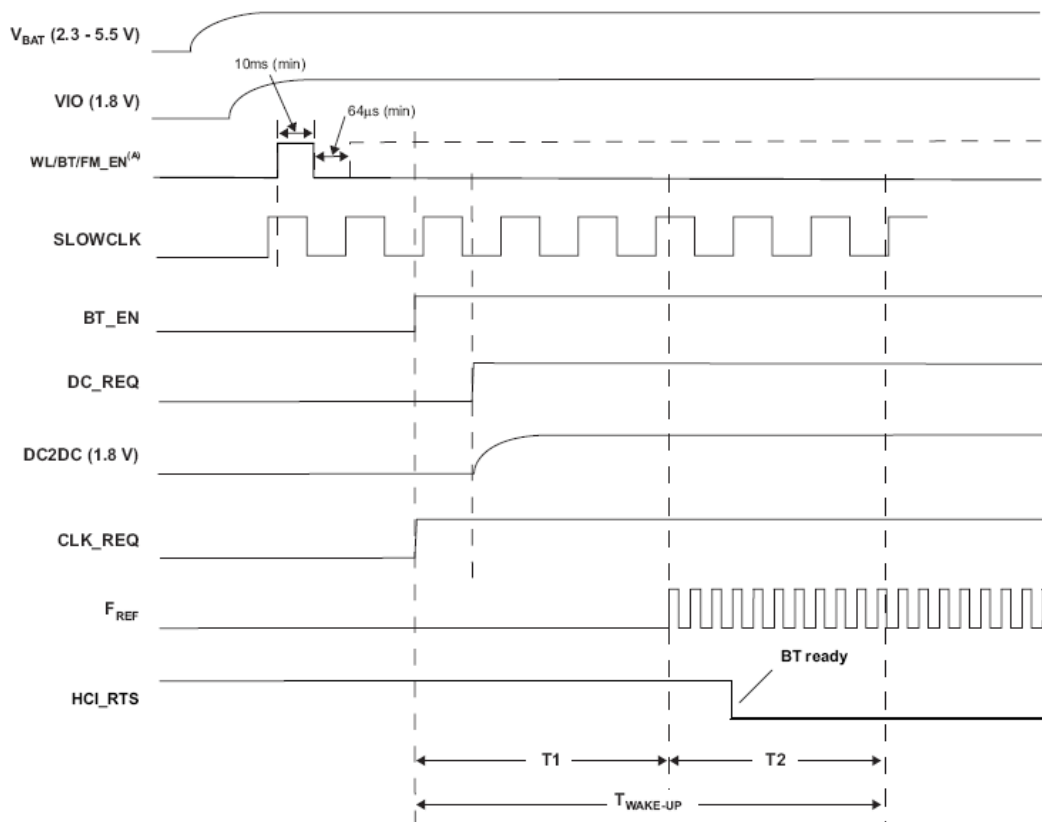 V_BAT (2.3 - 5.5 V)
10ms (min)
VIO (1.8 V)
64µs (min)
WL/BT/FM_EN(A)
SLOWCLK
BT_EN
DC_REQ
DC2DC (1.8 V)
CLK_REQ
F_REF
BT ready
HCI_RTS
T1 T2
T_WAKE-UP